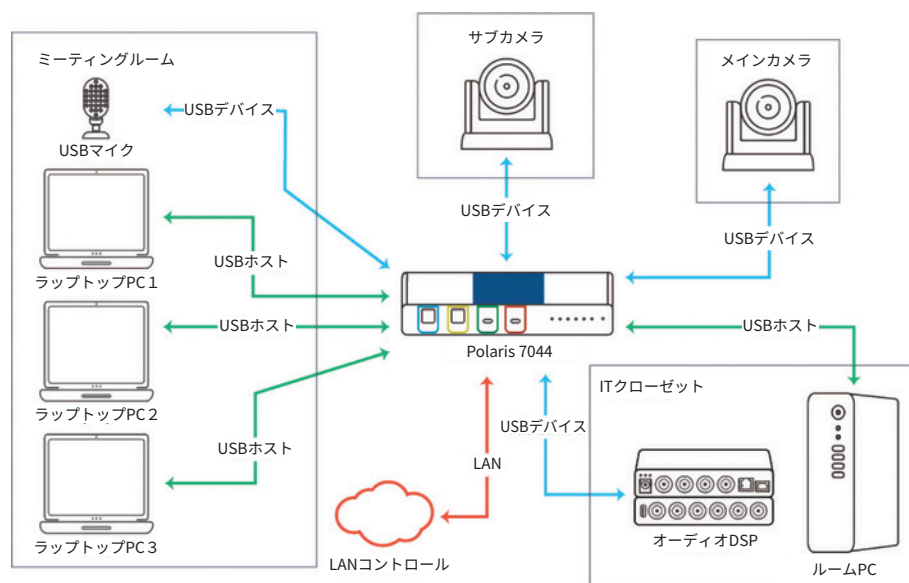 ミーティングルーム
サブカメラ
メインカメラ
USBデバイス
USBマイク
USBデバイス
USBデバイス
USBホスト
ラップトップPC1
USBホスト
USBホスト
Polaris 7044
ITクローゼット
ラップトップPC2
USBデバイス
USBホスト
LAN
オーディオDSP
ラップトップPC3
LANコントロール
ルームPC